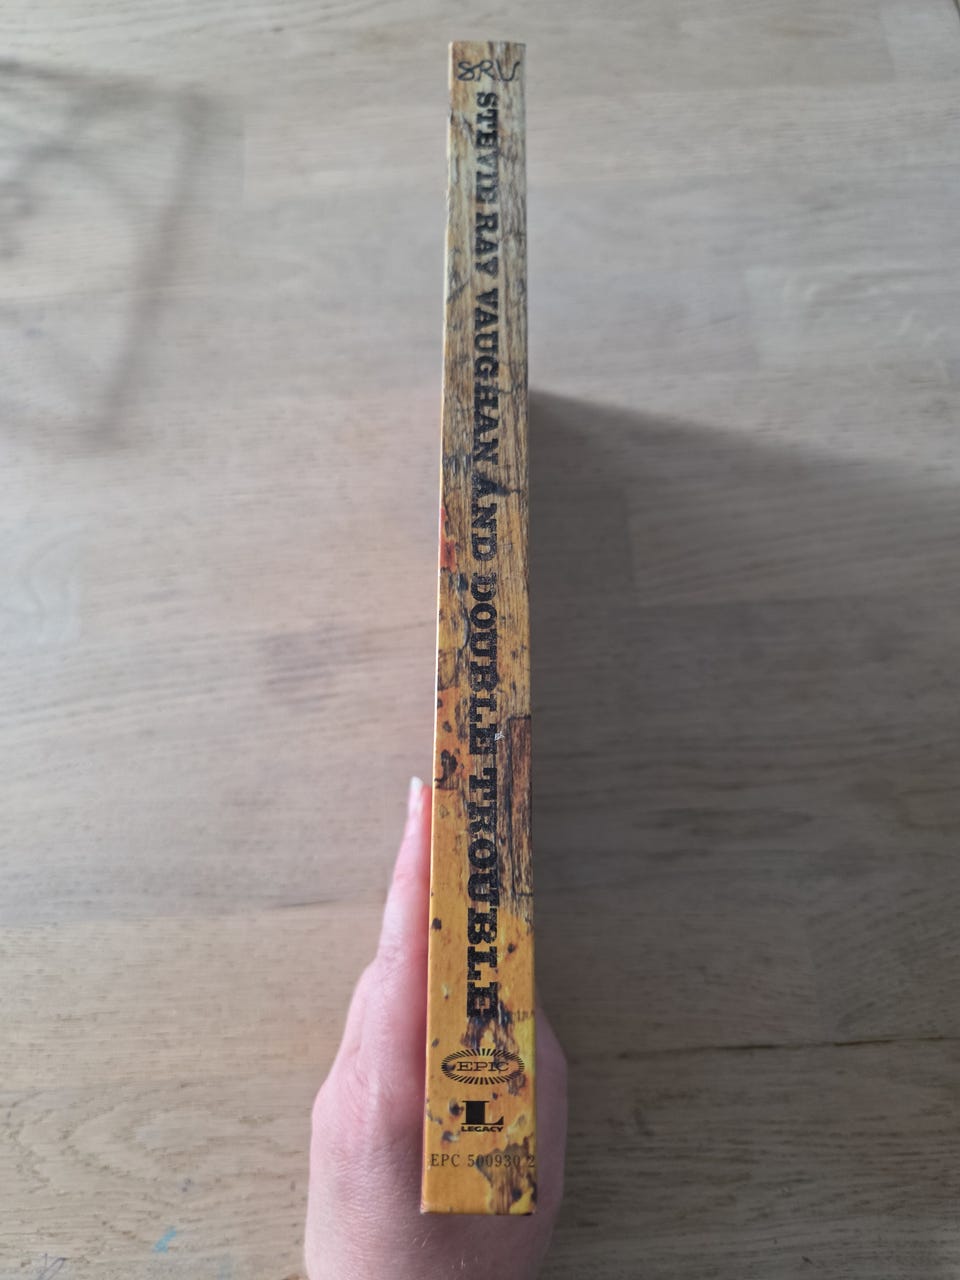 SRV
STEVIE RAY VAUGHAN AND DOUBLE TROUBLE
EPIC
L
LEGACY
EPC 500930 2